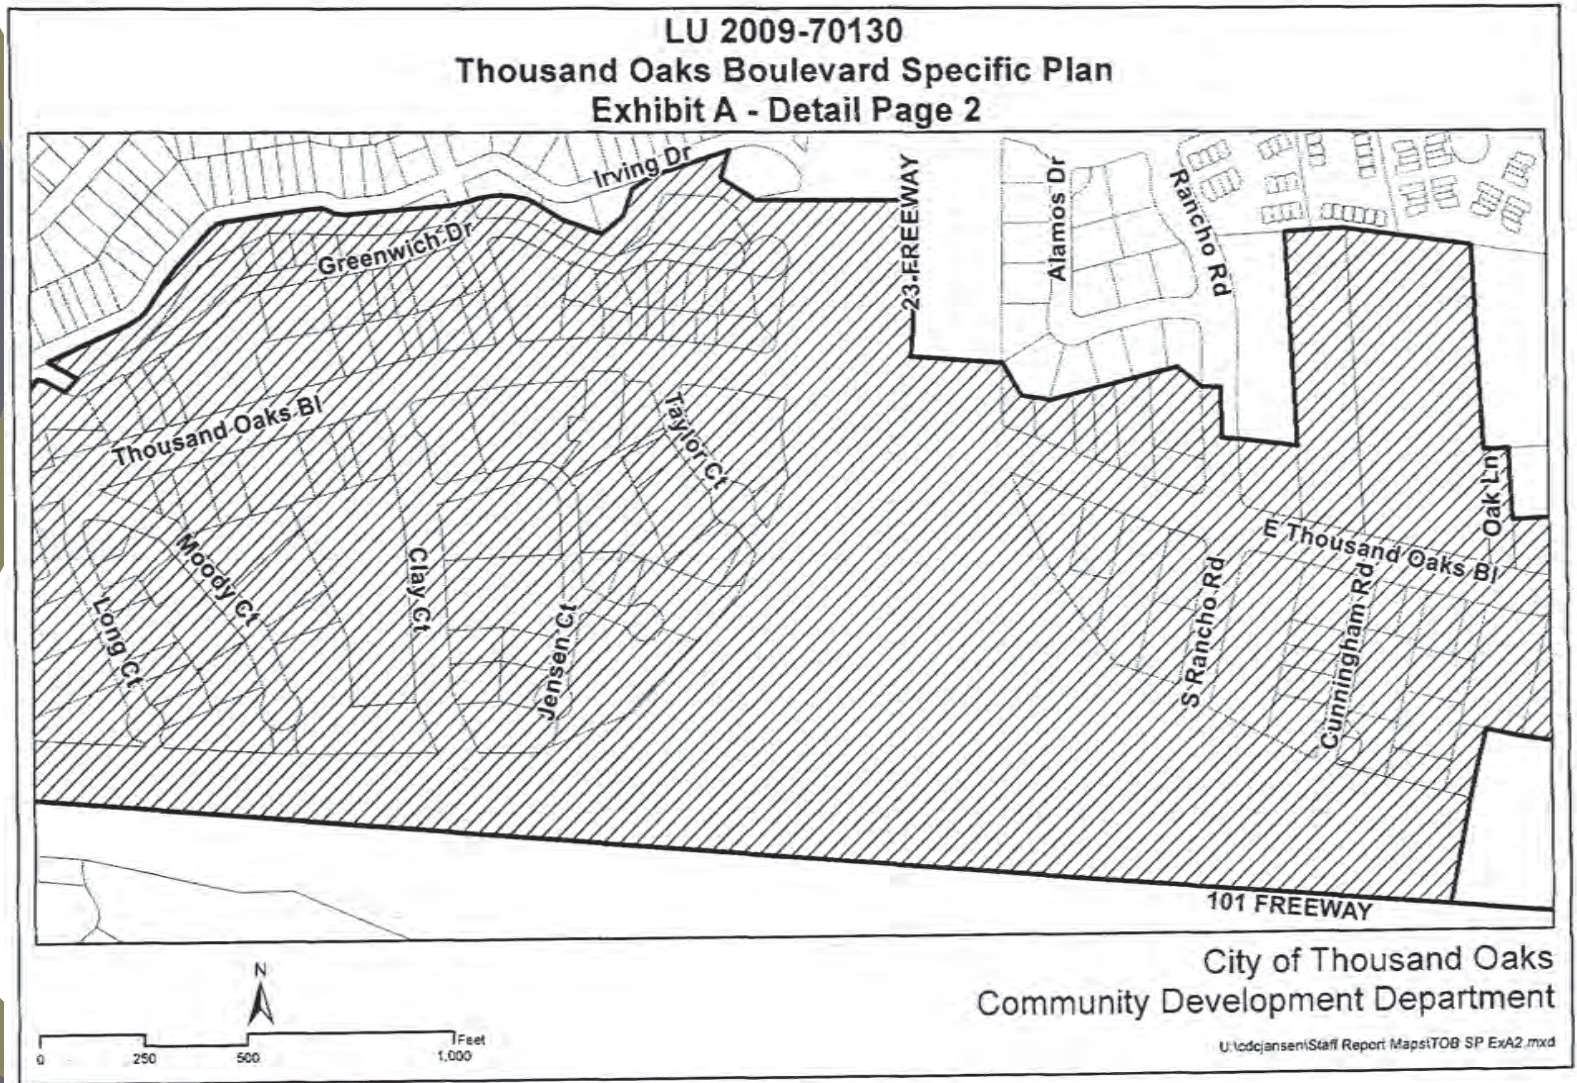 LU 2009-70130
Thousand Oaks Boulevard Specific Plan
Exhibit A - Detail Page 2
Irving Dr
Greenwich Dr
23 FREEWAY
Alamos Dr
Rancho Rd
Thousand Oaks Bl
Taylor Ct
Oak Ln
E Thousand Oaks Bl
Moody Ct
Clay Ct
Long Ct
Jensen Ct
S Rancho Rd
Cunningham Rd
101 FREEWAY
N
0 250 500 1,000
Feet
City of Thousand Oaks
Community Development Department
U:\cdcjansen\Staff Report Maps\TOB SP ExA2.mxd